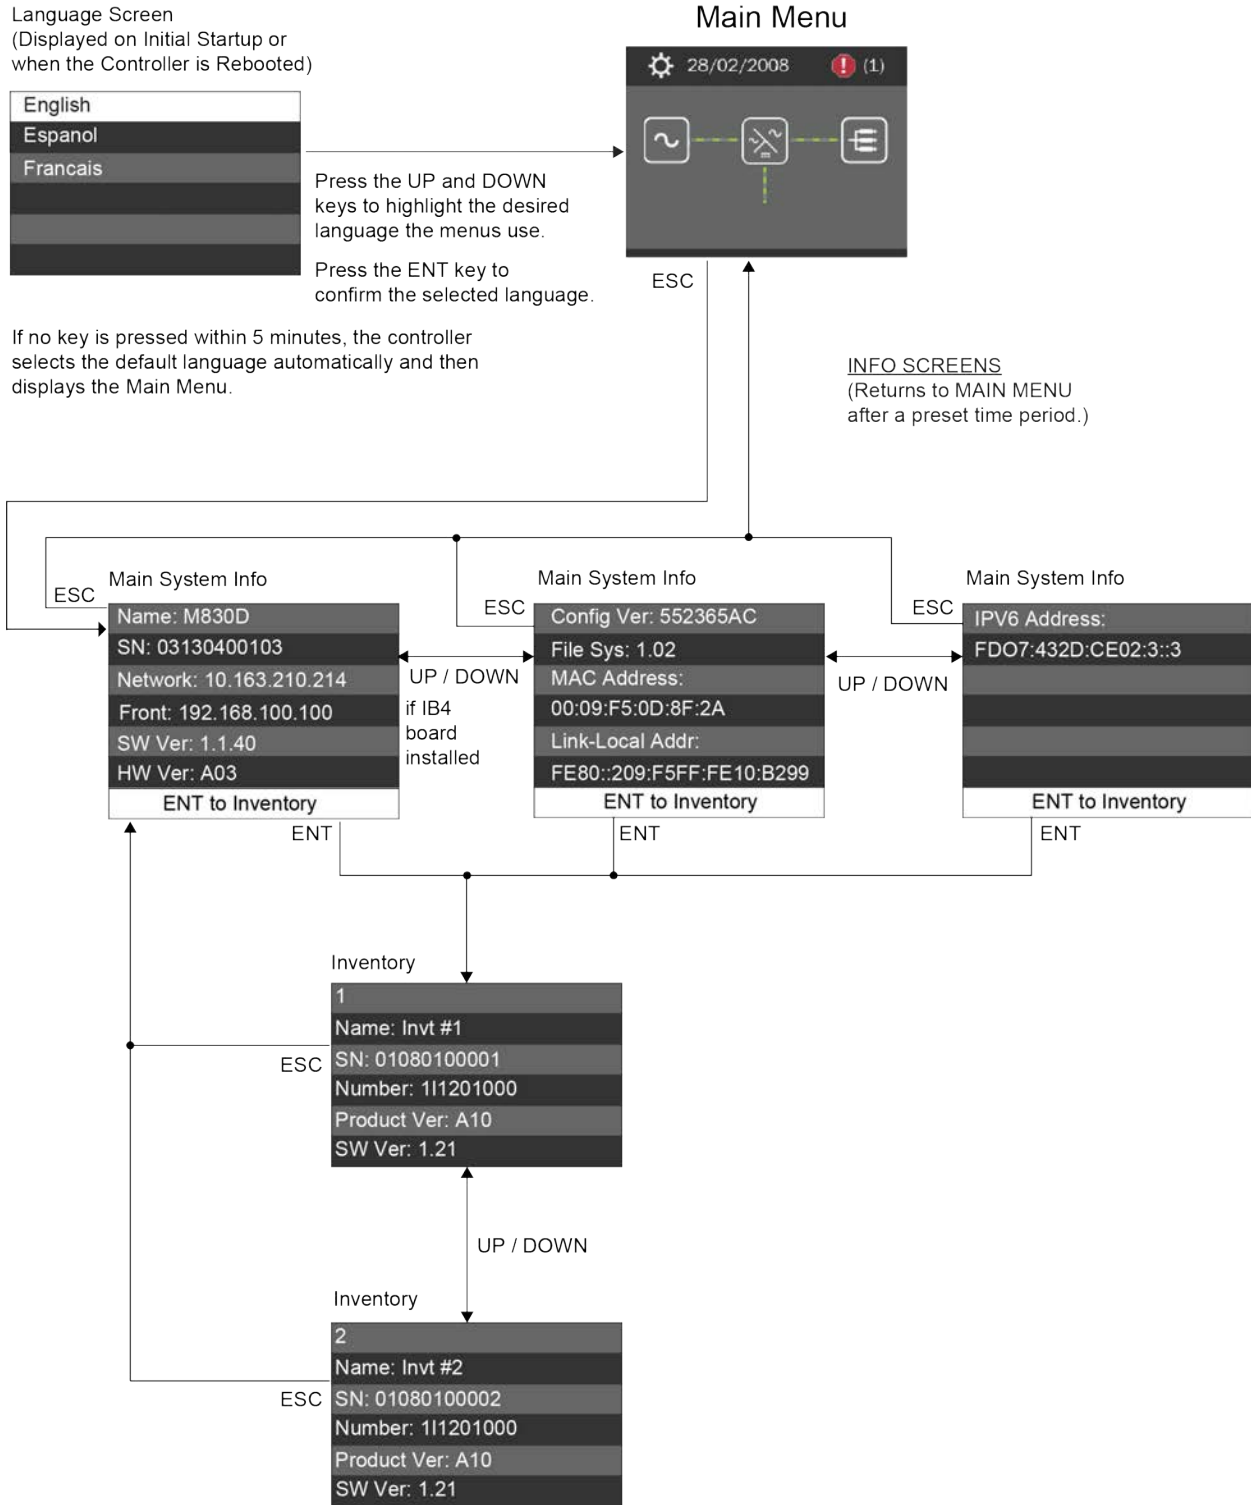 Language Screen
(Displayed on Initial Startup or
when the Controller is Rebooted)
English
Espanol
Francais
Press the UP and DOWN
keys to highlight the desired
language the menus use.
Press the ENT key to
confirm the selected language.
If no key is pressed within 5 minutes, the controller
selects the default language automatically and then
displays the Main Menu.
Main Menu
28/02/2008 (1)
ESC
INFO SCREENS
(Returns to MAIN MENU
after a preset time period.)
ESC
Main System Info
Name: M830D
SN: 03130400103
Network: 10.163.210.214
Front: 192.168.100.100
SW Ver: 1.1.40
HW Ver: A03
ENT to Inventory
ENT
UP / DOWN
if IB4
board
installed
ESC
Main System Info
Config Ver: 552365AC
File Sys: 1.02
MAC Address:
00:09:F5:0D:8F:2A
Link-Local Addr:
FE80::209:F5FF:FE10:B299
ENT to Inventory
ENT
UP / DOWN
ESC
Main System Info
IPV6 Address:
FDO7:432D:CE02:3::3
ENT to Inventory
ENT
Inventory
1
Name: Invt #1
SN: 01080100001
Number: 1I1201000
Product Ver: A10
SW Ver: 1.21
ESC
UP / DOWN
Inventory
2
Name: Invt #2
SN: 01080100002
Number: 1I1201000
Product Ver: A10
SW Ver: 1.21
ESC